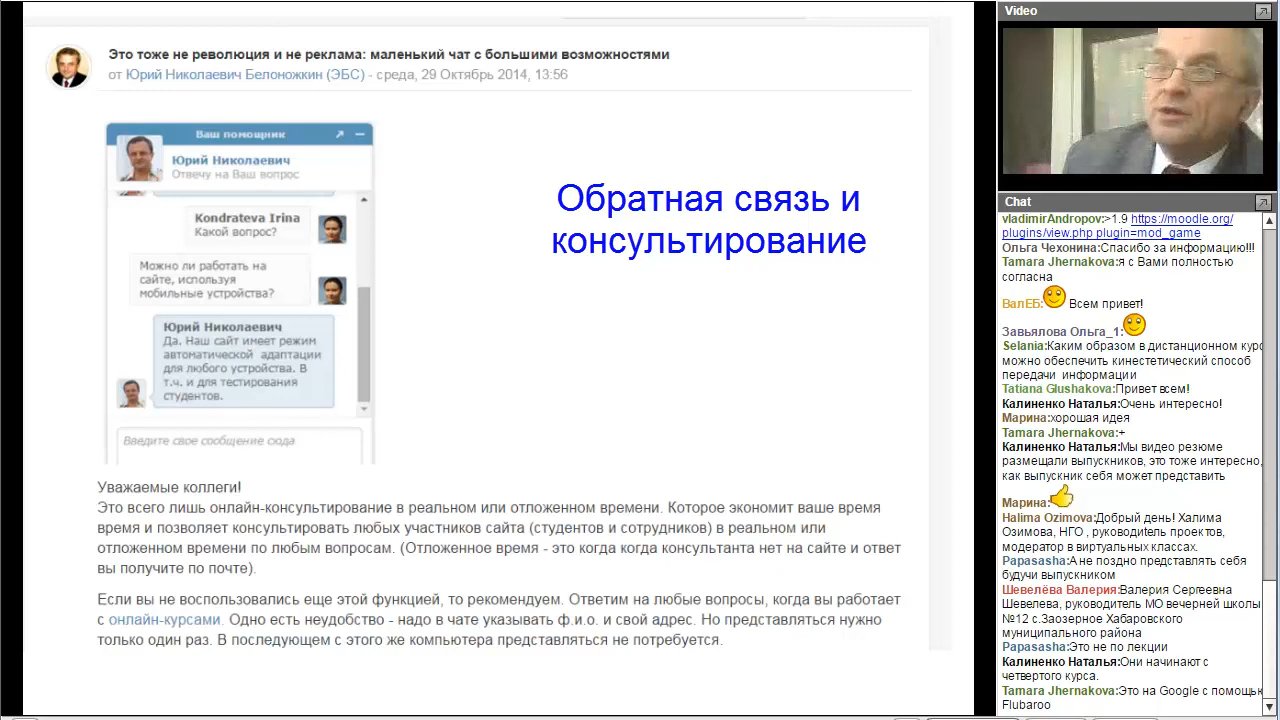 Это тоже не революция и не реклама: маленький чат с большими возможностями
от Юрий Николаевич Белоножкин (ЭБС) - среда, 29 Октябрь 2014, 13:56
Ваш помощник
Юрий Николаевич
Отвечу на Ваш вопрос
Kondrateva Irina
Какой вопрос?
Можно ли работать на
сайте, используя
мобильные устройства?
Юрий Николаевич
Да. Наш сайт имеет режим
автоматической адаптации
для любого устройства. В
т.ч. и для тестирования
студентов.
Введите свое сообщение сюда
Обратная связь и
консультирование
Уважаемые коллеги!
Это всего лишь онлайн-консультирование в реальном или отложенном времени. Которое экономит ваше время
время и позволяет консультировать любых участников сайта (студентов и сотрудников) в реальном или
отложенном времени по любым вопросам. (Отложенное время - это когда когда консультанта нет на сайте и ответ
вы получите по почте).
Если вы не воспользовались еще этой функцией, то рекомендуем. Ответим на любые вопросы, когда вы работает
с онлайн-курсами. Одно есть неудобство - надо в чате указывать ф.и.о. и свой адрес. Но представляться нужно
только один раз. В последующем с этого же компьютера представляться не потребуется.
Video
Chat
vladimirAndropov:>1.9 https://moodle.org/
plugins/view.php plugin=mod_game
Ольга Чехонина:Спасибо за информацию!!!
Tamara Jhernakova:я с Вами полностью
согласна
ВалЕБ: Всем привет!
Завьялова Ольга_1:
Selania:Каким образом в дистанционном курс
можно обеспечить кинестетический способ
передачи информации
Tatiana Glushakova:Привет всем!
Калиненко Наталья:Очень интересно!
Марина:хорошая идея
Tamara Jhernakova:+
Калиненко Наталья:Мы видео резюме
размещали выпускников, это тоже интересно,
как выпускник себя может представить
Марина:
Halima Ozimova:Добрый день! Халима
Озимова, НГО , руководитель проектов,
модератор в виртуальных классах.
Papasasha:А не поздно представлять себя
будучи выпускником
Шевелёва Валерия:Валерия Сергеевна
Шевелева, руководитель МО вечерней школы
№12 с.Заозерное Хабаровского
муниципального района
Papasasha:Это не по лекции
Калиненко Наталья:Они начинают с
четвертого курса.
Tamara Jhernakova:Это на Google с помощьк
Flubaroo